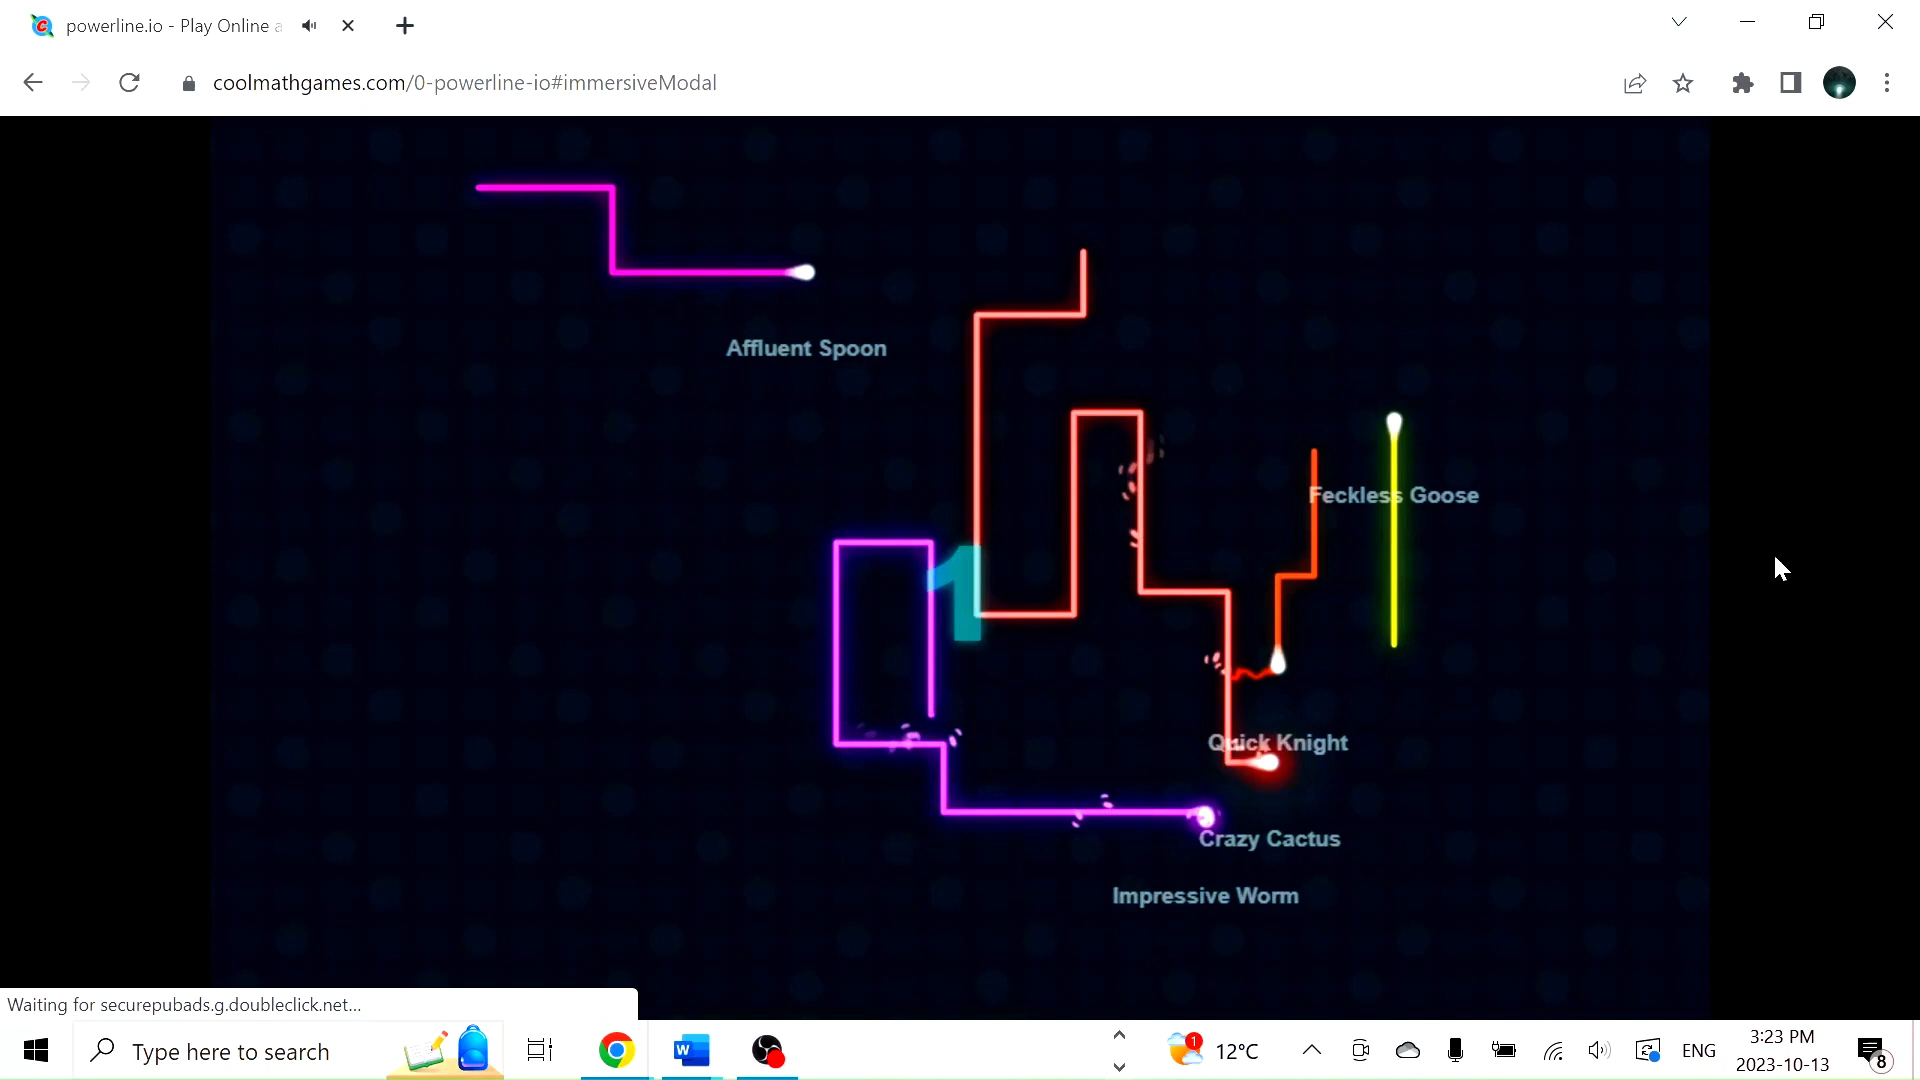 powerline.io - Play Online a
coolmathgames.com/0-powerline-io#immersiveModal
Affluent Spoon
Feckless Goose
1
Quick Knight
Crazy Cactus
Impressive Worm
Waiting for securepubads.g.doubleclick.net...
Type here to search
W
1
12°C
ENG
3:23 PM
2023-10-13
8